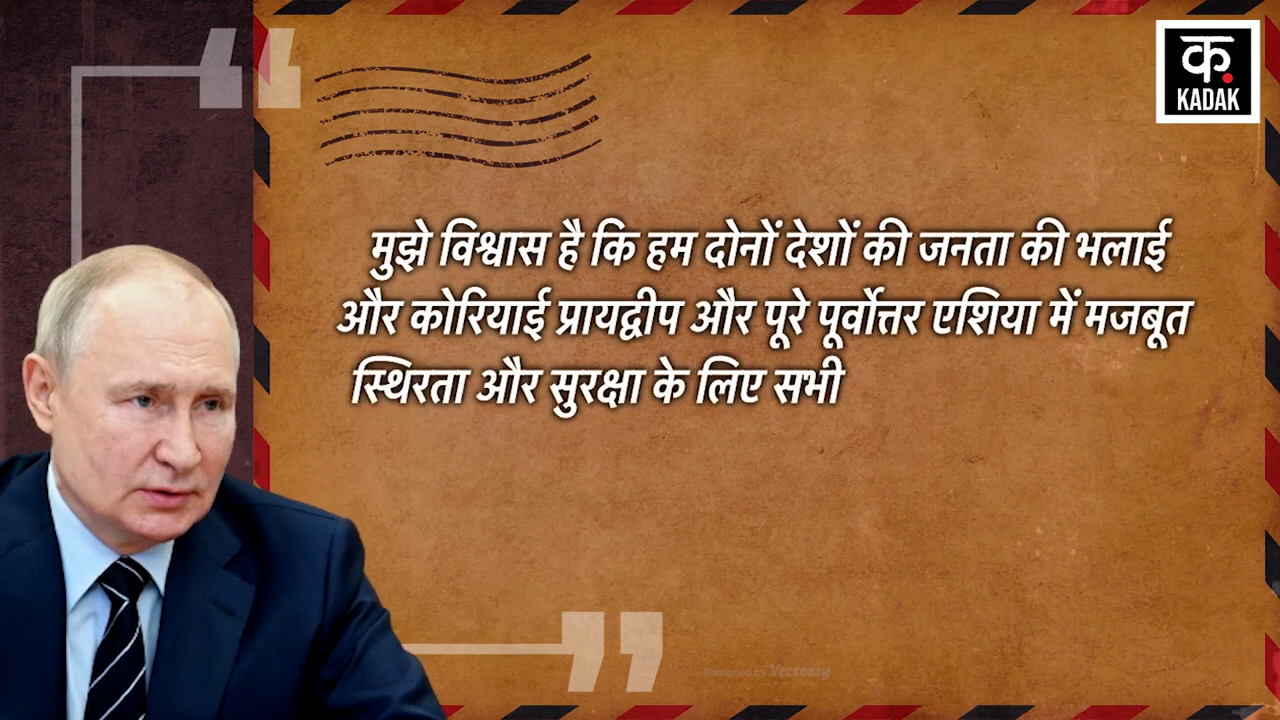 क.
KADAK
मुझे विश्वास है कि हम दोनों देशों की जनता की भलाई
और कोरियाई प्रायद्वीप और पूरे पूर्वोत्तर एशिया में मजबूत
स्थिरता और सुरक्षा के लिए सभी
Designed by Vecteezy